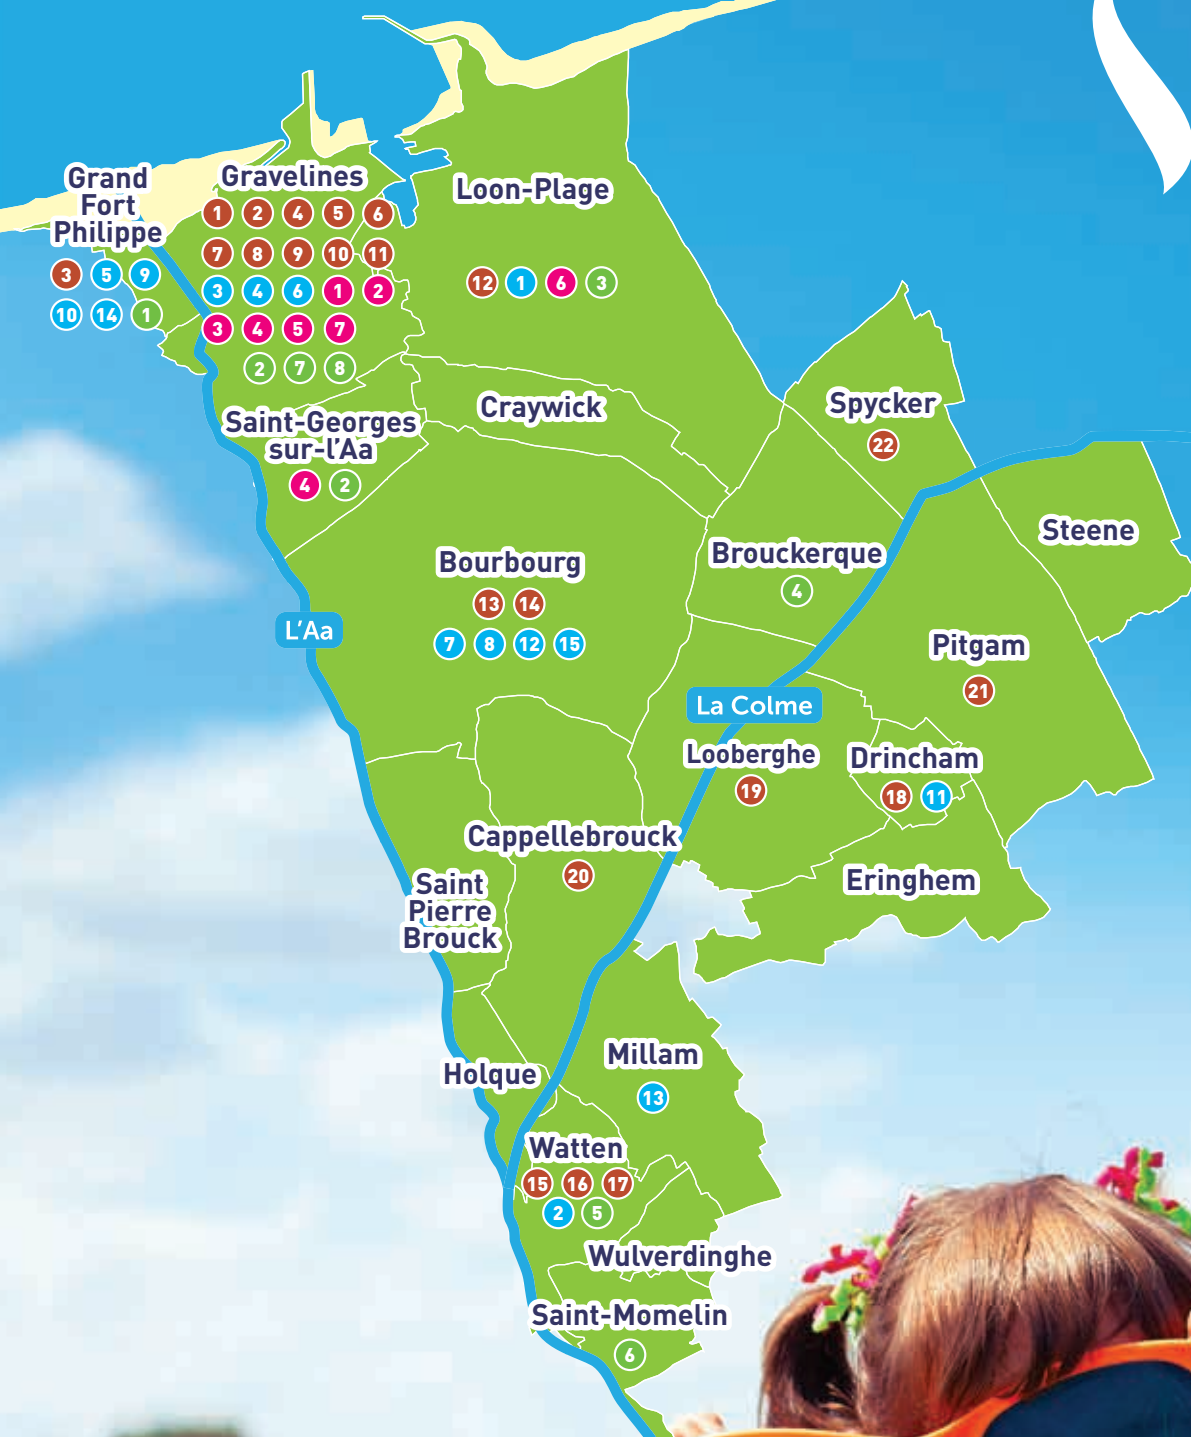 Grand
Fort
Philippe
3 5 9
10 14 1
Gravelines
1 2 4 5 6
7 8 9 10 11
3 4 6 1 2
3 4 5 7
2 7 8
Loon-Plage
12 1 6 3
Saint-Georges
sur-l'Aa
4 2
Craywick
Spycker
22
Steene
Bourbourg
13 14
7 8 12 15
Brouckerque
4
L'Aa
Pitgam
21
La Colme
Looberghe
19
Drincham
18 11
Cappellebrouck
20
Eringhem
Saint
Pierre
Brouck
Holque
Millam
13
Watten
15 16 17
2 5
Wulverdinghe
Saint-Momelin
6